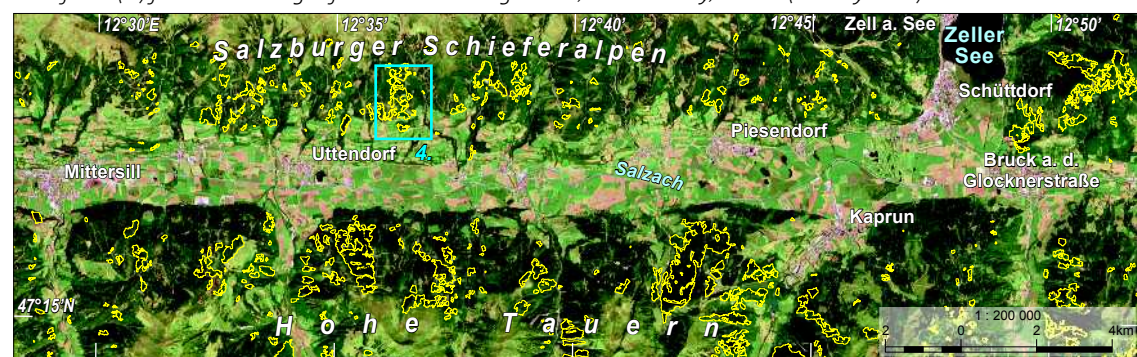 12°30'E
12°35'
12°40'
12°45'
12°50'
Zell a. See
Zeller
See
Salzburger Schieferalpen
Schüttdorf
Piesendorf
Uttendorf
4.
Mittersill
Salzach
Bruck a. d.
Glocknerstraße
Kaprun
47°15'N
Hohe Tauern
1 : 200 000
2 0 2 4km